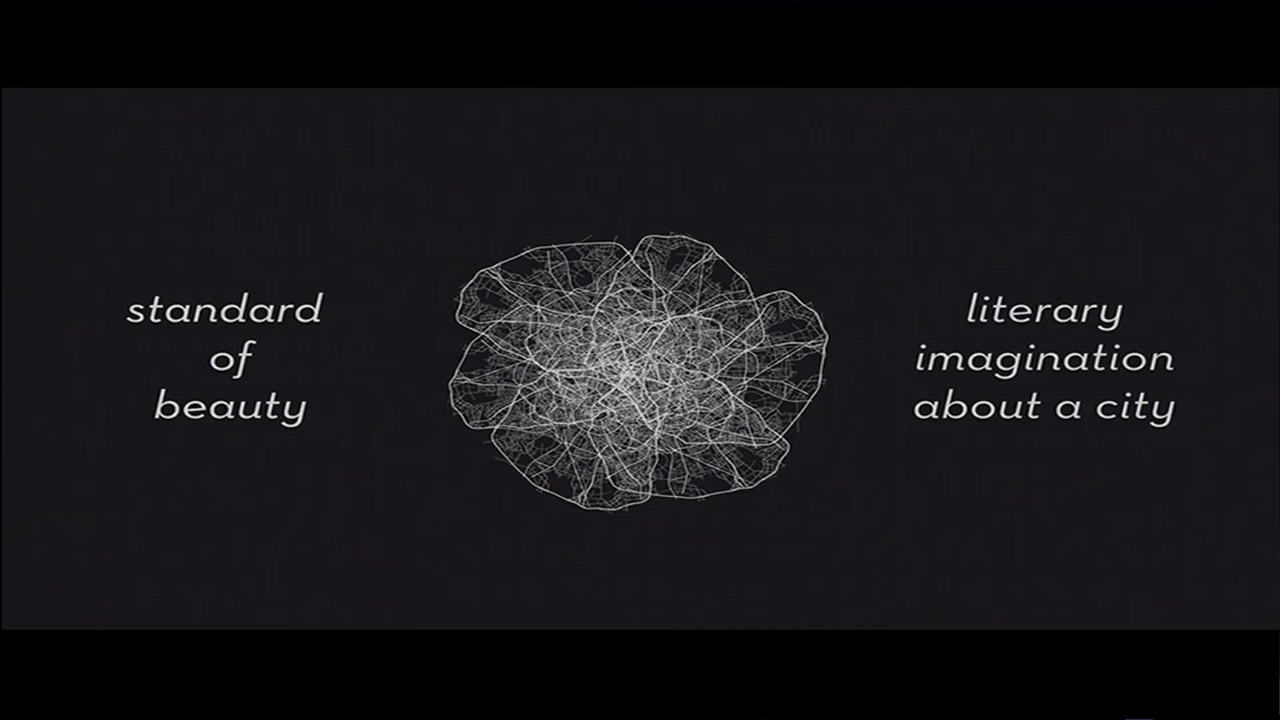 standard
of
beauty
literary
imagination
about a city